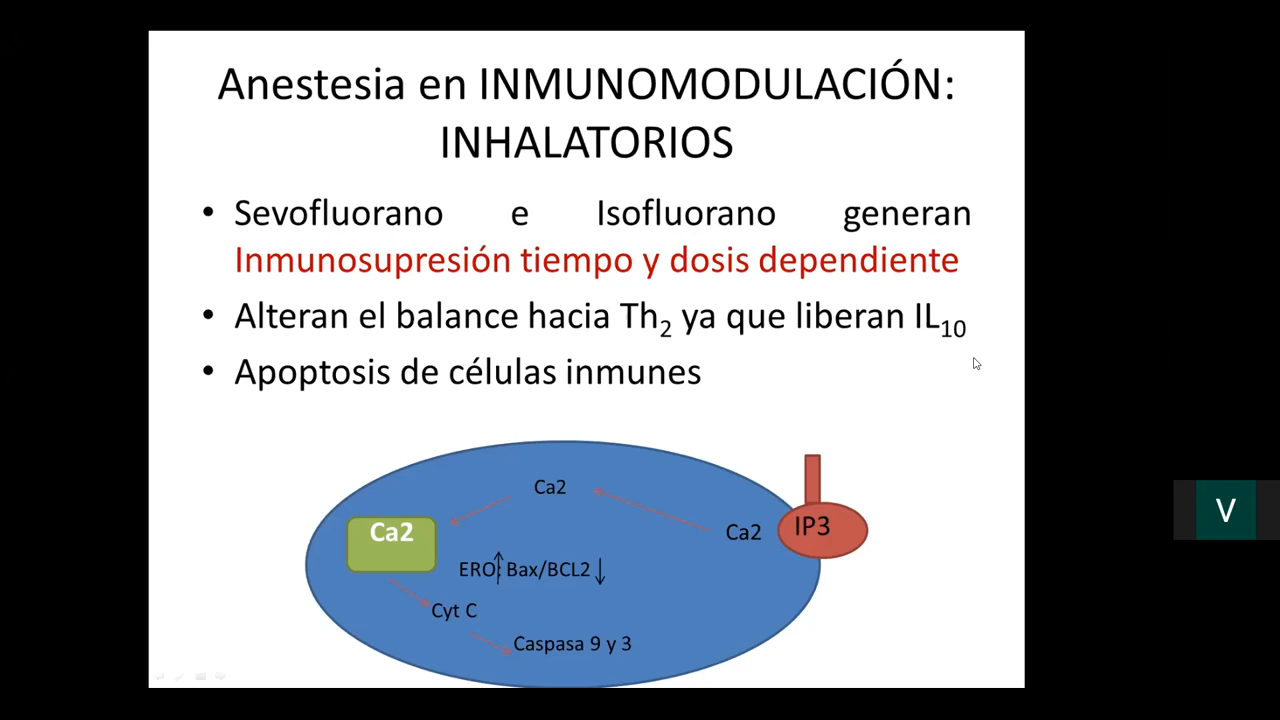 Anestesia en INMUNOMODULACIÓN:
INHALATORIOS
• Sevofluorano e Isofluorano generan
Inmunosupresión tiempo y dosis dependiente
• Alteran el balance hacia Th2 ya que liberan IL10
• Apoptosis de células inmunes
Ca2
Ca2
Ca2
IP3
ERO: Bax/BCL2
Cyt C
Caspasa 9 y 3
V